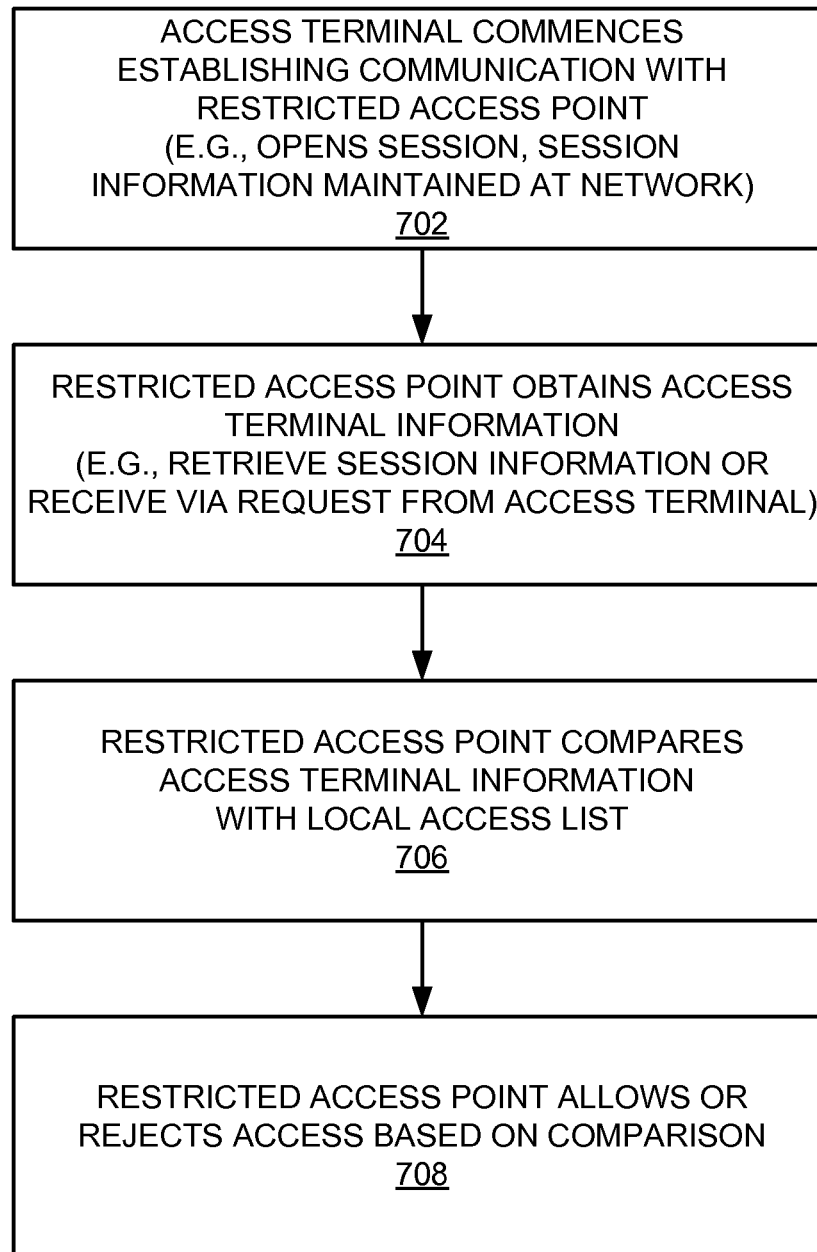 ACCESS TERMINAL COMMENCES
ESTABLISHING COMMUNICATION WITH
RESTRICTED ACCESS POINT
(E.G., OPENS SESSION, SESSION
INFORMATION MAINTAINED AT NETWORK)
702
RESTRICTED ACCESS POINT OBTAINS ACCESS
TERMINAL INFORMATION
(E.G., RETRIEVE SESSION INFORMATION OR
RECEIVE VIA REQUEST FROM ACCESS TERMINAL)
704
RESTRICTED ACCESS POINT COMPARES
ACCESS TERMINAL INFORMATION
WITH LOCAL ACCESS LIST
706
RESTRICTED ACCESS POINT ALLOWS OR
REJECTS ACCESS BASED ON COMPARISON
708